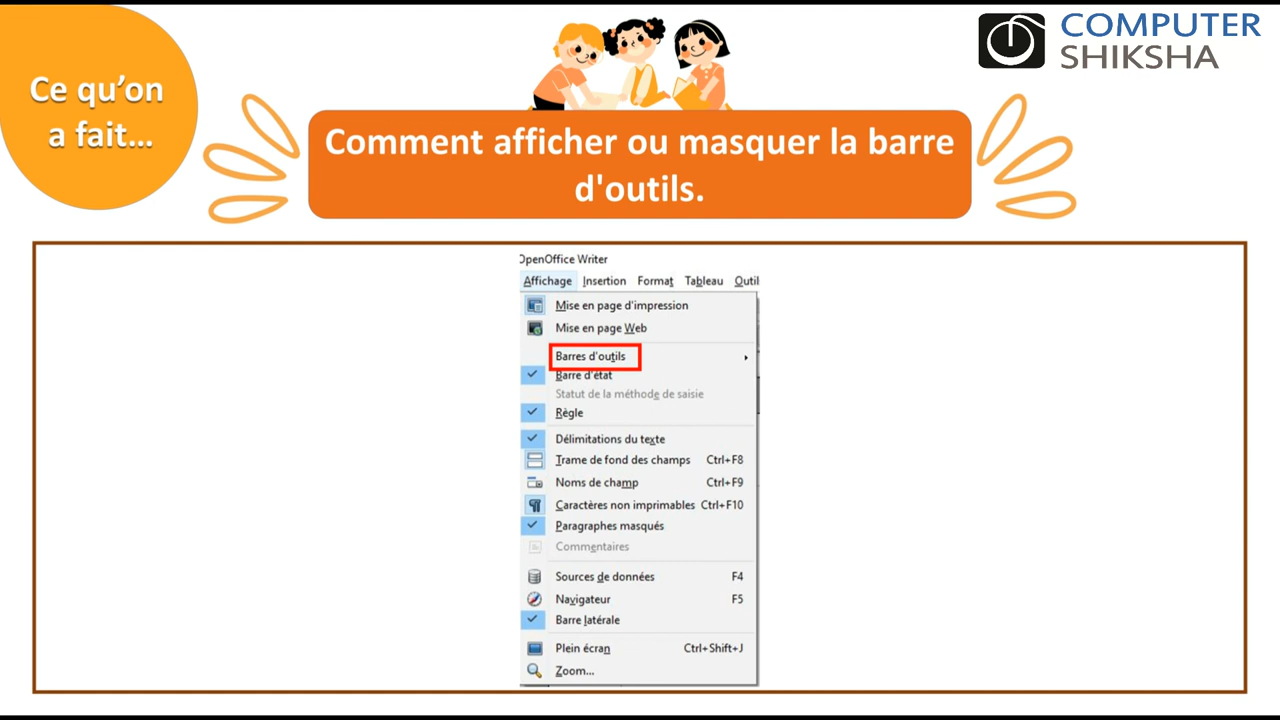 Ce qu’on
a fait...
COMPUTER
SHIKSHA
Comment afficher ou masquer la barre
d'outils.
OpenOffice Writer
Affichage Insertion Format Tableau Outil
Mise en page d'impression
Mise en page Web
Barres d'outils
Barre d'état
Statut de la méthode de saisie
Règle
Délimitations du texte
Trame de fond des champs Ctrl+F8
Noms de champ Ctrl+F9
Caractères non imprimables Ctrl+F10
Paragraphes masqués
Commentaires
Sources de données F4
Navigateur F5
Barre latérale
Plein écran Ctrl+Shift+J
Zoom...